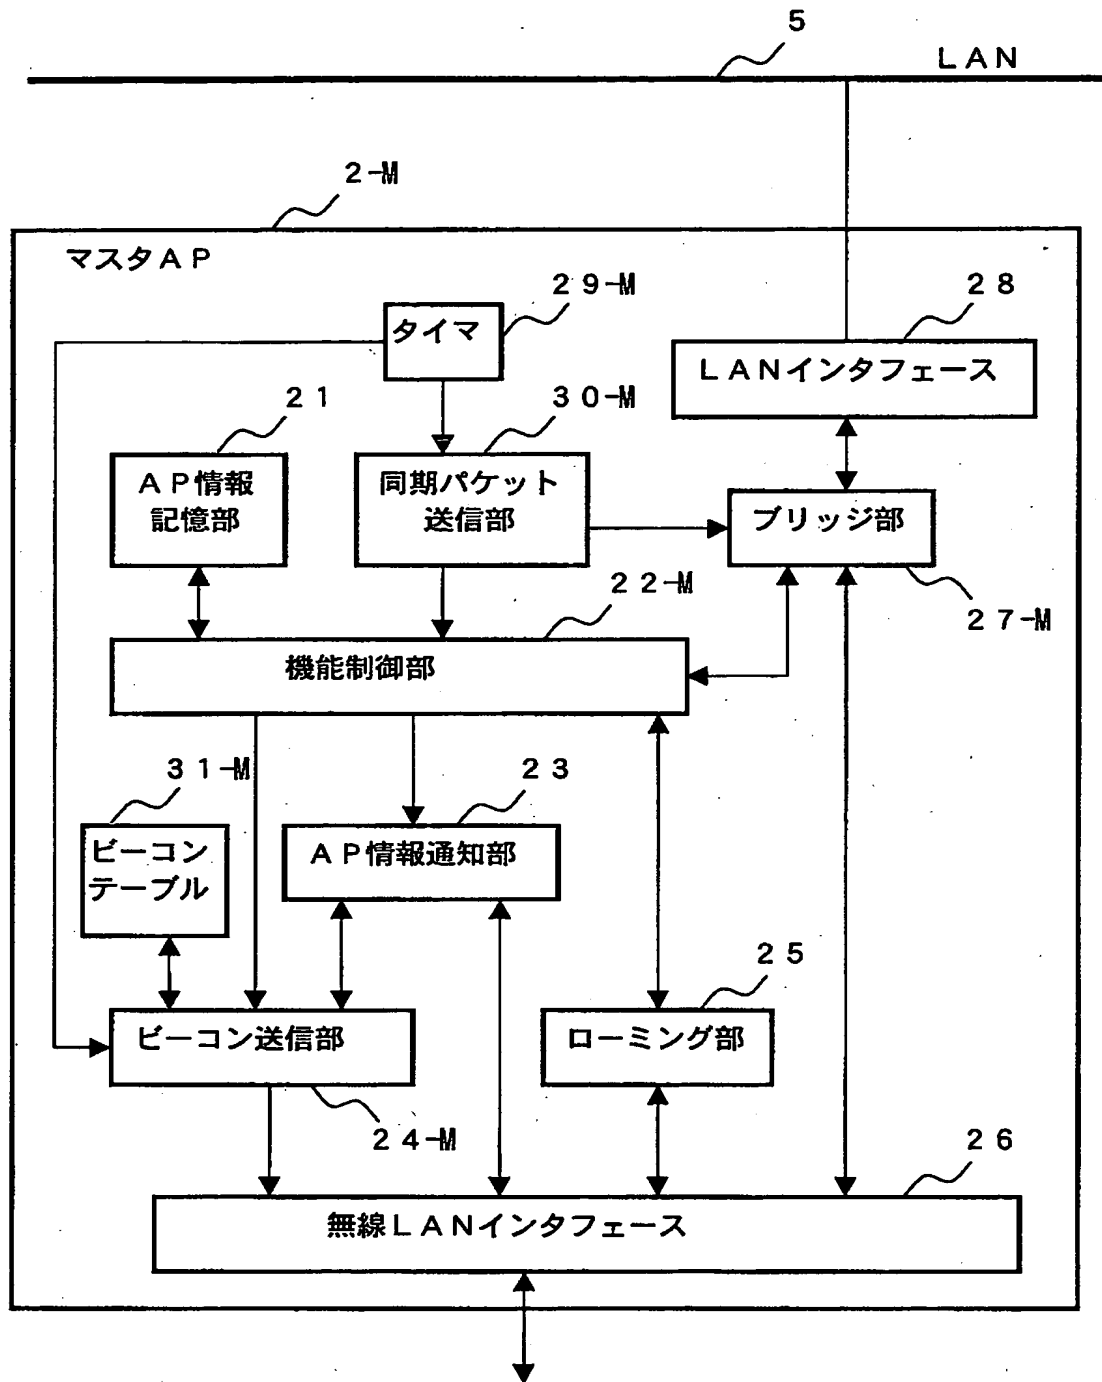 5
LAN
2-M
マスタAP
29-M
タイマ
28
LANインタフェース
21
30-M
AP情報
記憶部
同期パケット
送信部
ブリッジ部
22-M
27-M
機能制御部
31-M
23
ビーコン
テーブル
AP情報通知部
25
ビーコン送信部
ローミング部
24-M
26
無線LANインタフェース